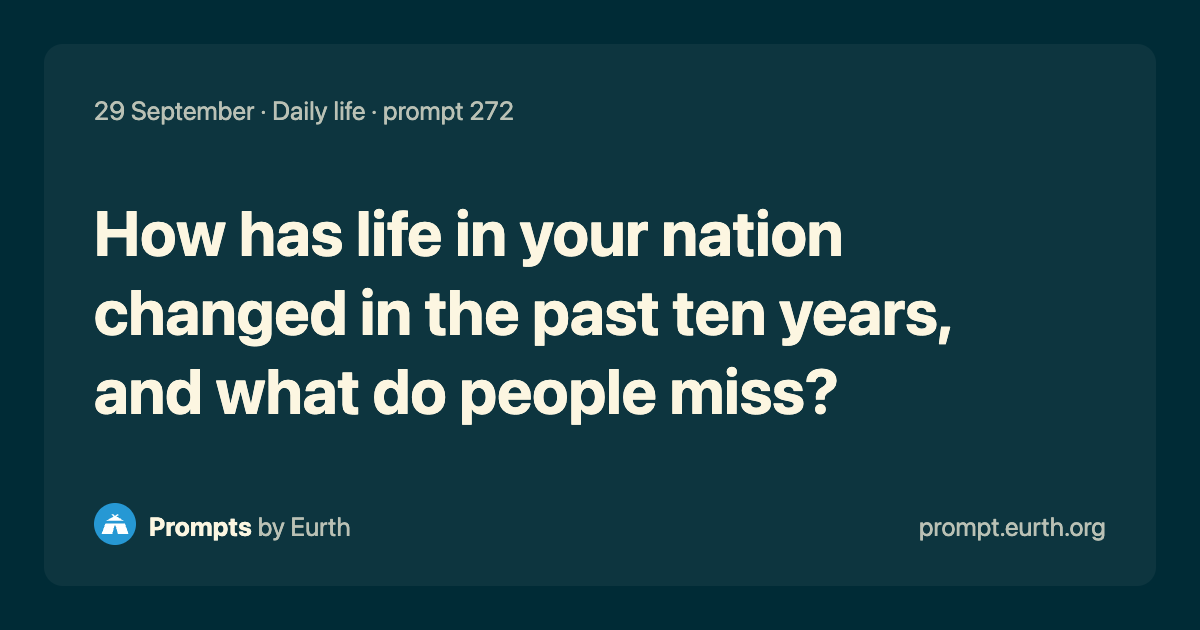 29 September · Daily life · prompt 272
How has life in your nation
changed in the past ten years,
and what do people miss?
Prompts by Eurth
prompt.eurth.org